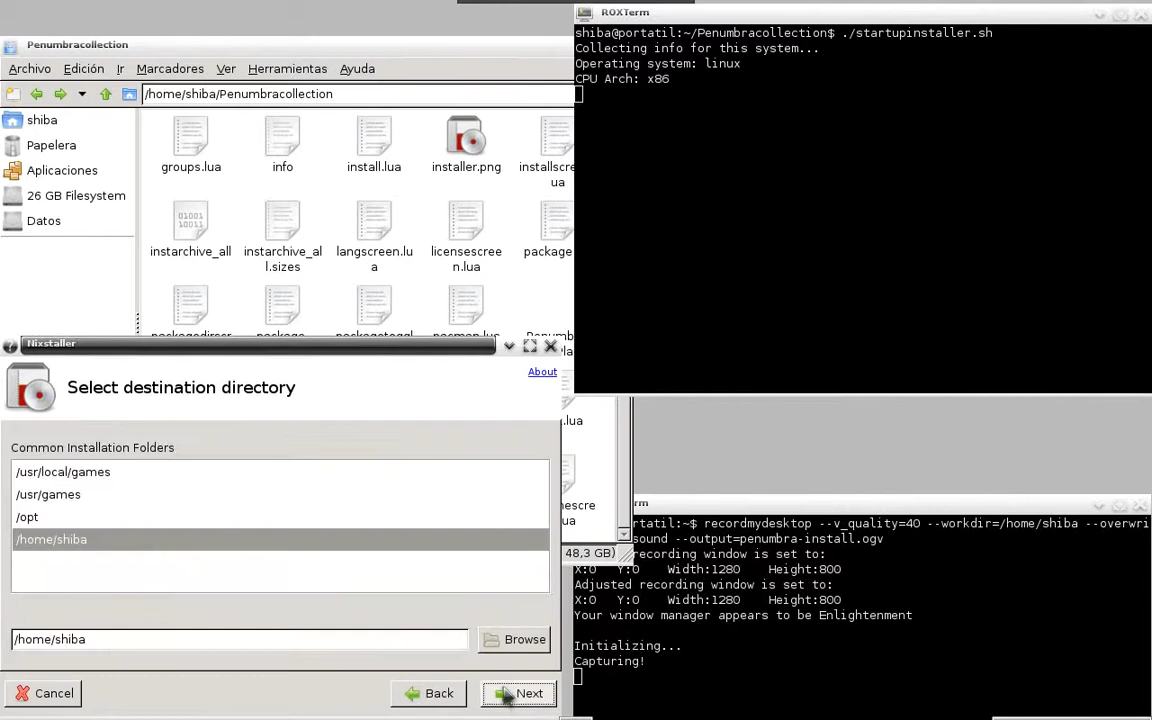 Penumbracollection
Archivo Edición Ir Marcadores Ver Herramientas Ayuda
/home/shiba/Penumbracollection
shiba
Papelera
Aplicaciones
26 GB Filesystem
Datos
groups.lua info install.lua installer.png installscre
ua
instarchive_all instarchive_al langscreen.lu licensescree package
l.sizes a n.lua
Nixstaller
Select destination directory
About
Common Installation Folders
/usr/local/games
/usr/games
/opt
/home/shiba
/home/shiba
Browse
Cancel Back Next
.lua
nescre
ua
48,3 GB)
ROXTerm
shiba@portatil:~/Penumbracollection$ ./startupinstaller.sh
Collecting info for this system...
Operating system: linux
CPU Arch: x86
rm
rtatil:~$ recordmydesktop --v_quality=40 --workdir=/home/shiba --overwri
sound --output=penumbra-install.ogv
recording window is set to:
X:0 Y:0 Width:1280 Height:800
Adjusted recording window is set to:
X:0 Y:0 Width:1280 Height:800
Your window manager appears to be Enlightenment
Initializing...
Capturing!